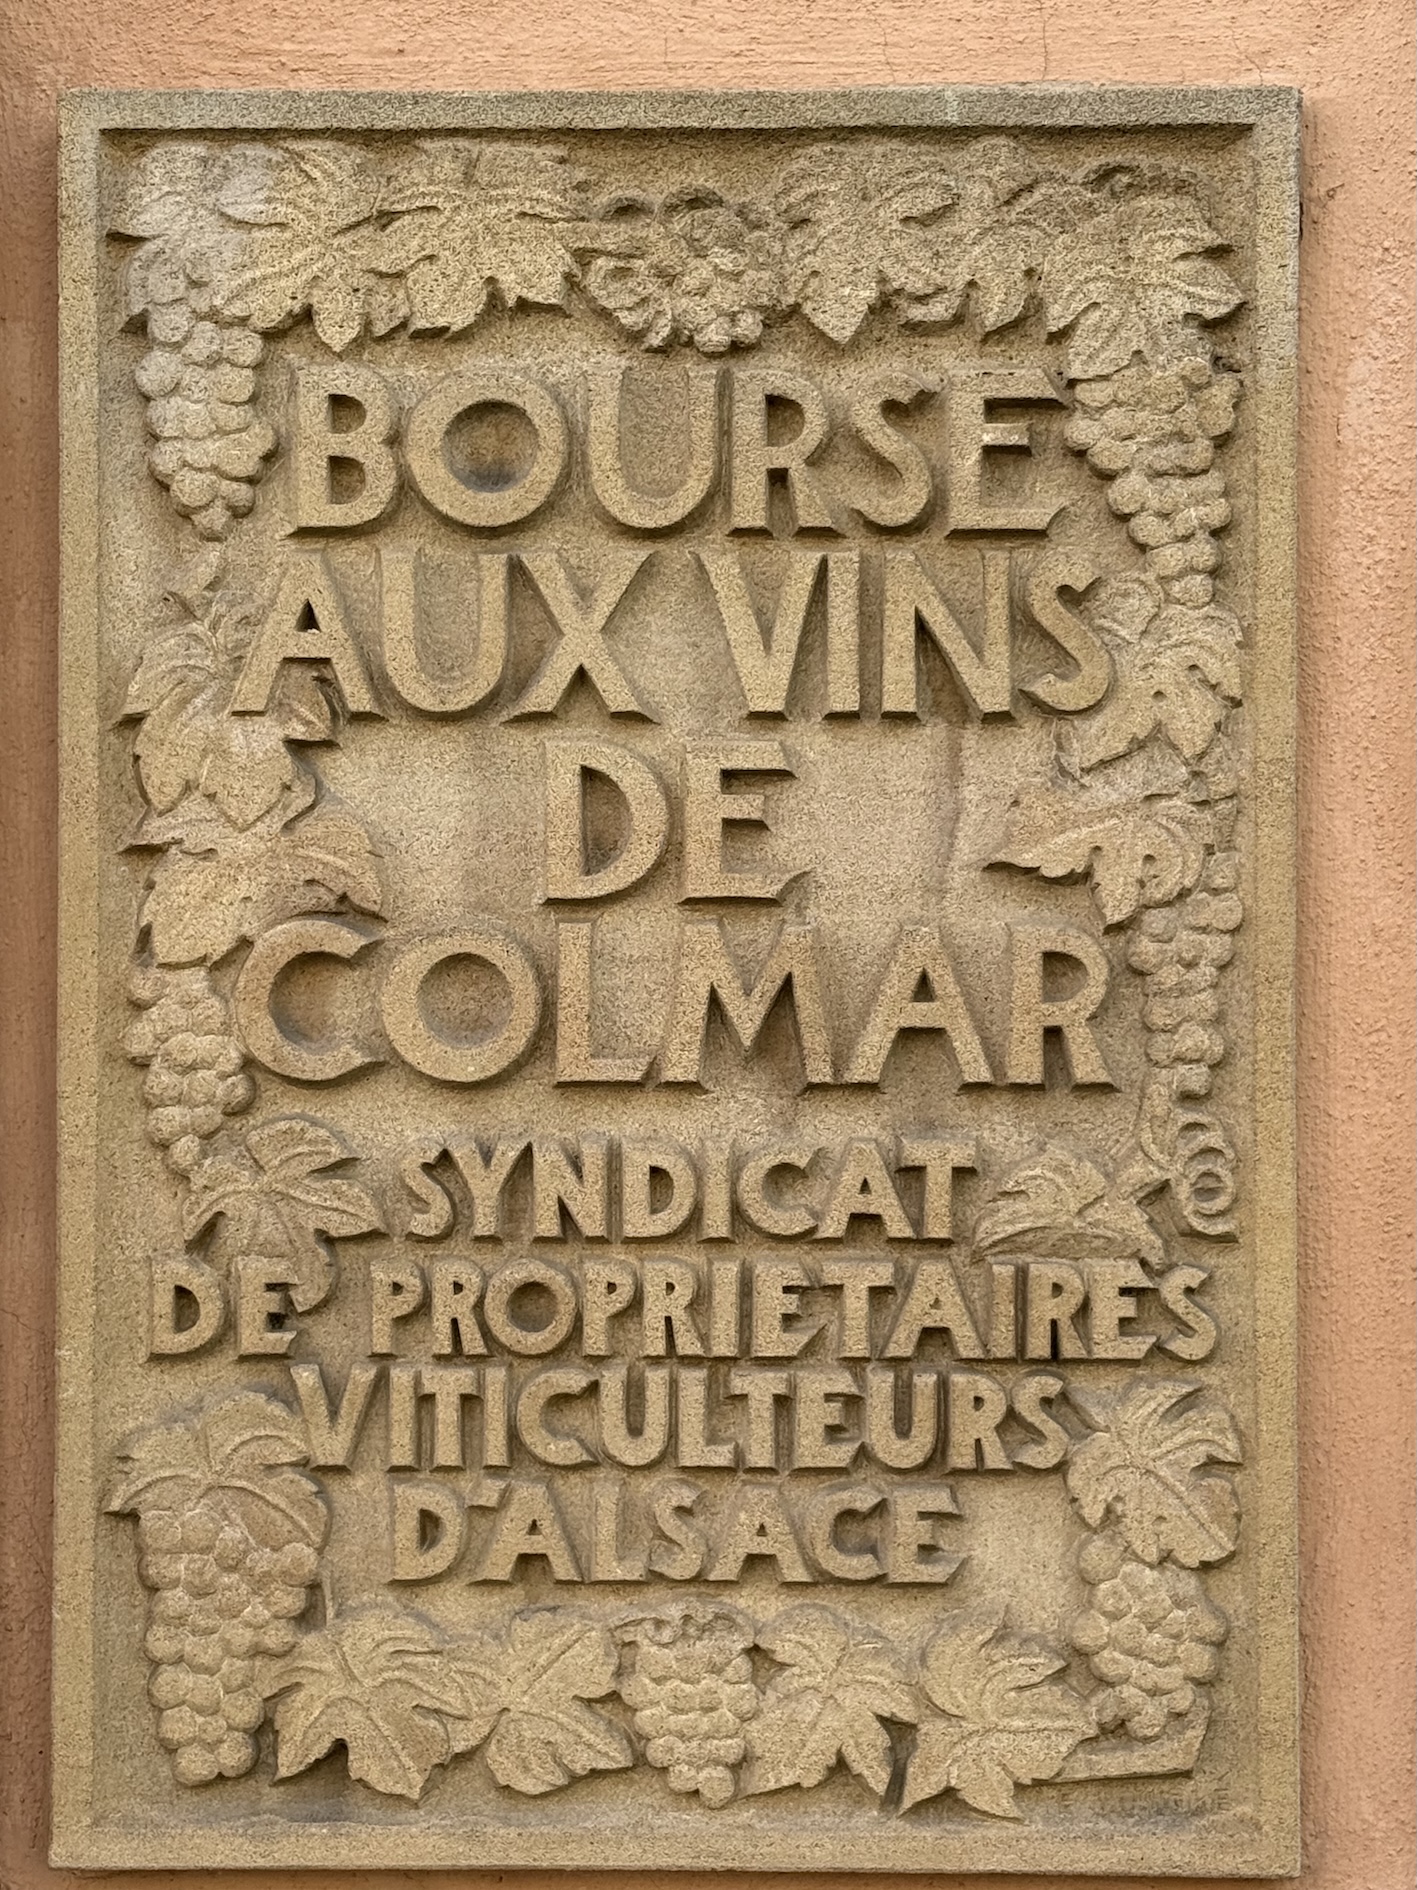 BOURSE
AUX VINS
DE
COLMAR
SYNDICAT
DE PROPRIETAIRES
VITICULTEURS
D'ALSACE